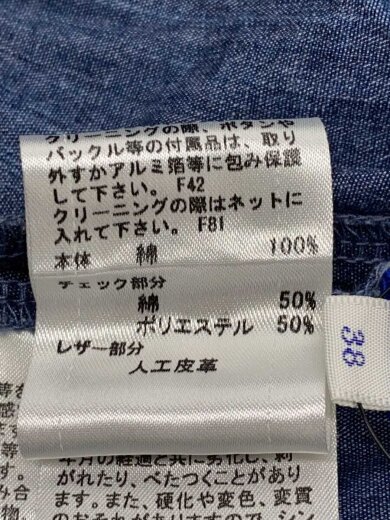 クリーニングの際、ボタンや
バックル等の付属品は、取り
外すかアルミ箔等に包み保護
して下さい。 F42
クリーニングの際はネットに
入れて下さい。 F81
本体 綿 100%
チェック部分
綿 50%
ポリエステル 50%
レザー部分
人工皮革
38
年月の経過と共に劣化し、剥
がれたり、べたつくことがあり
ます。また、硬化や変色、変質